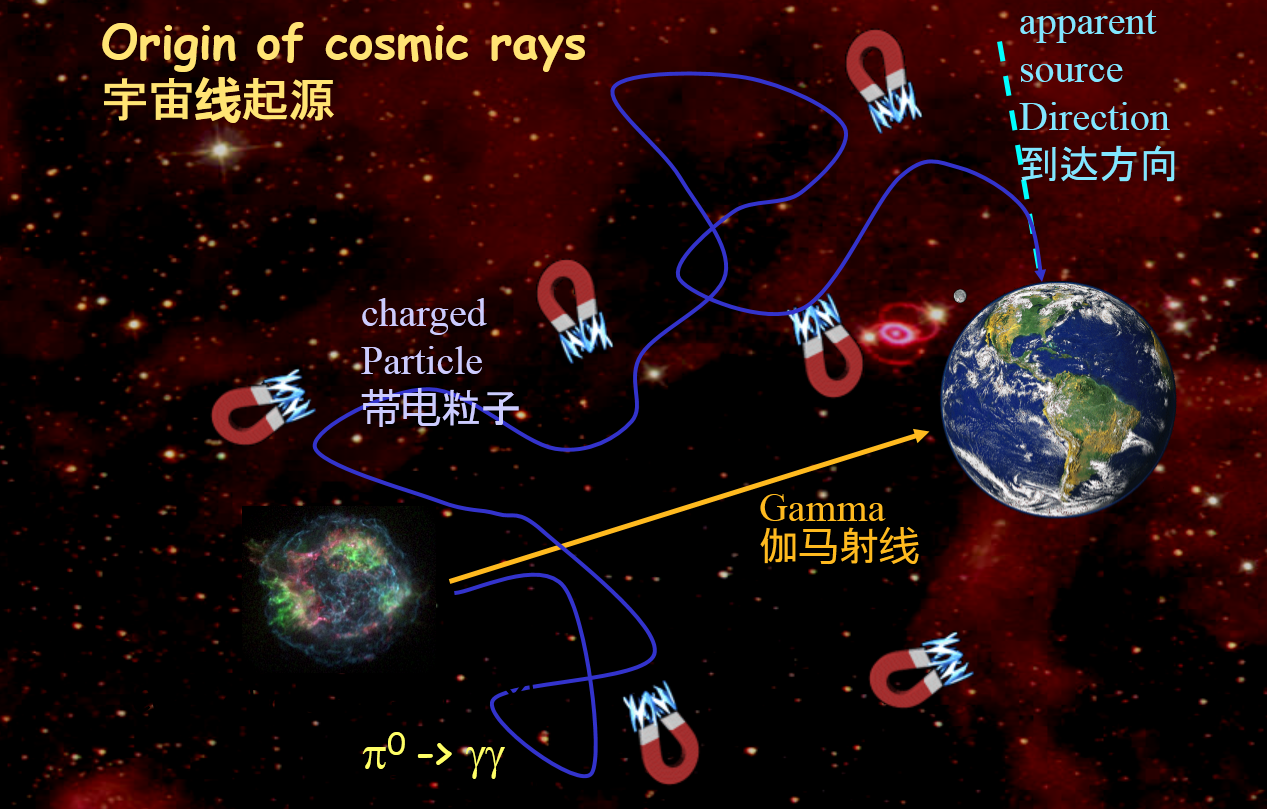 Origin of cosmic rays
宇宙线起源
apparent
source
Direction
到达方向
charged
Particle
带电粒子
Gamma
伽马射线
π⁰ -> γγ